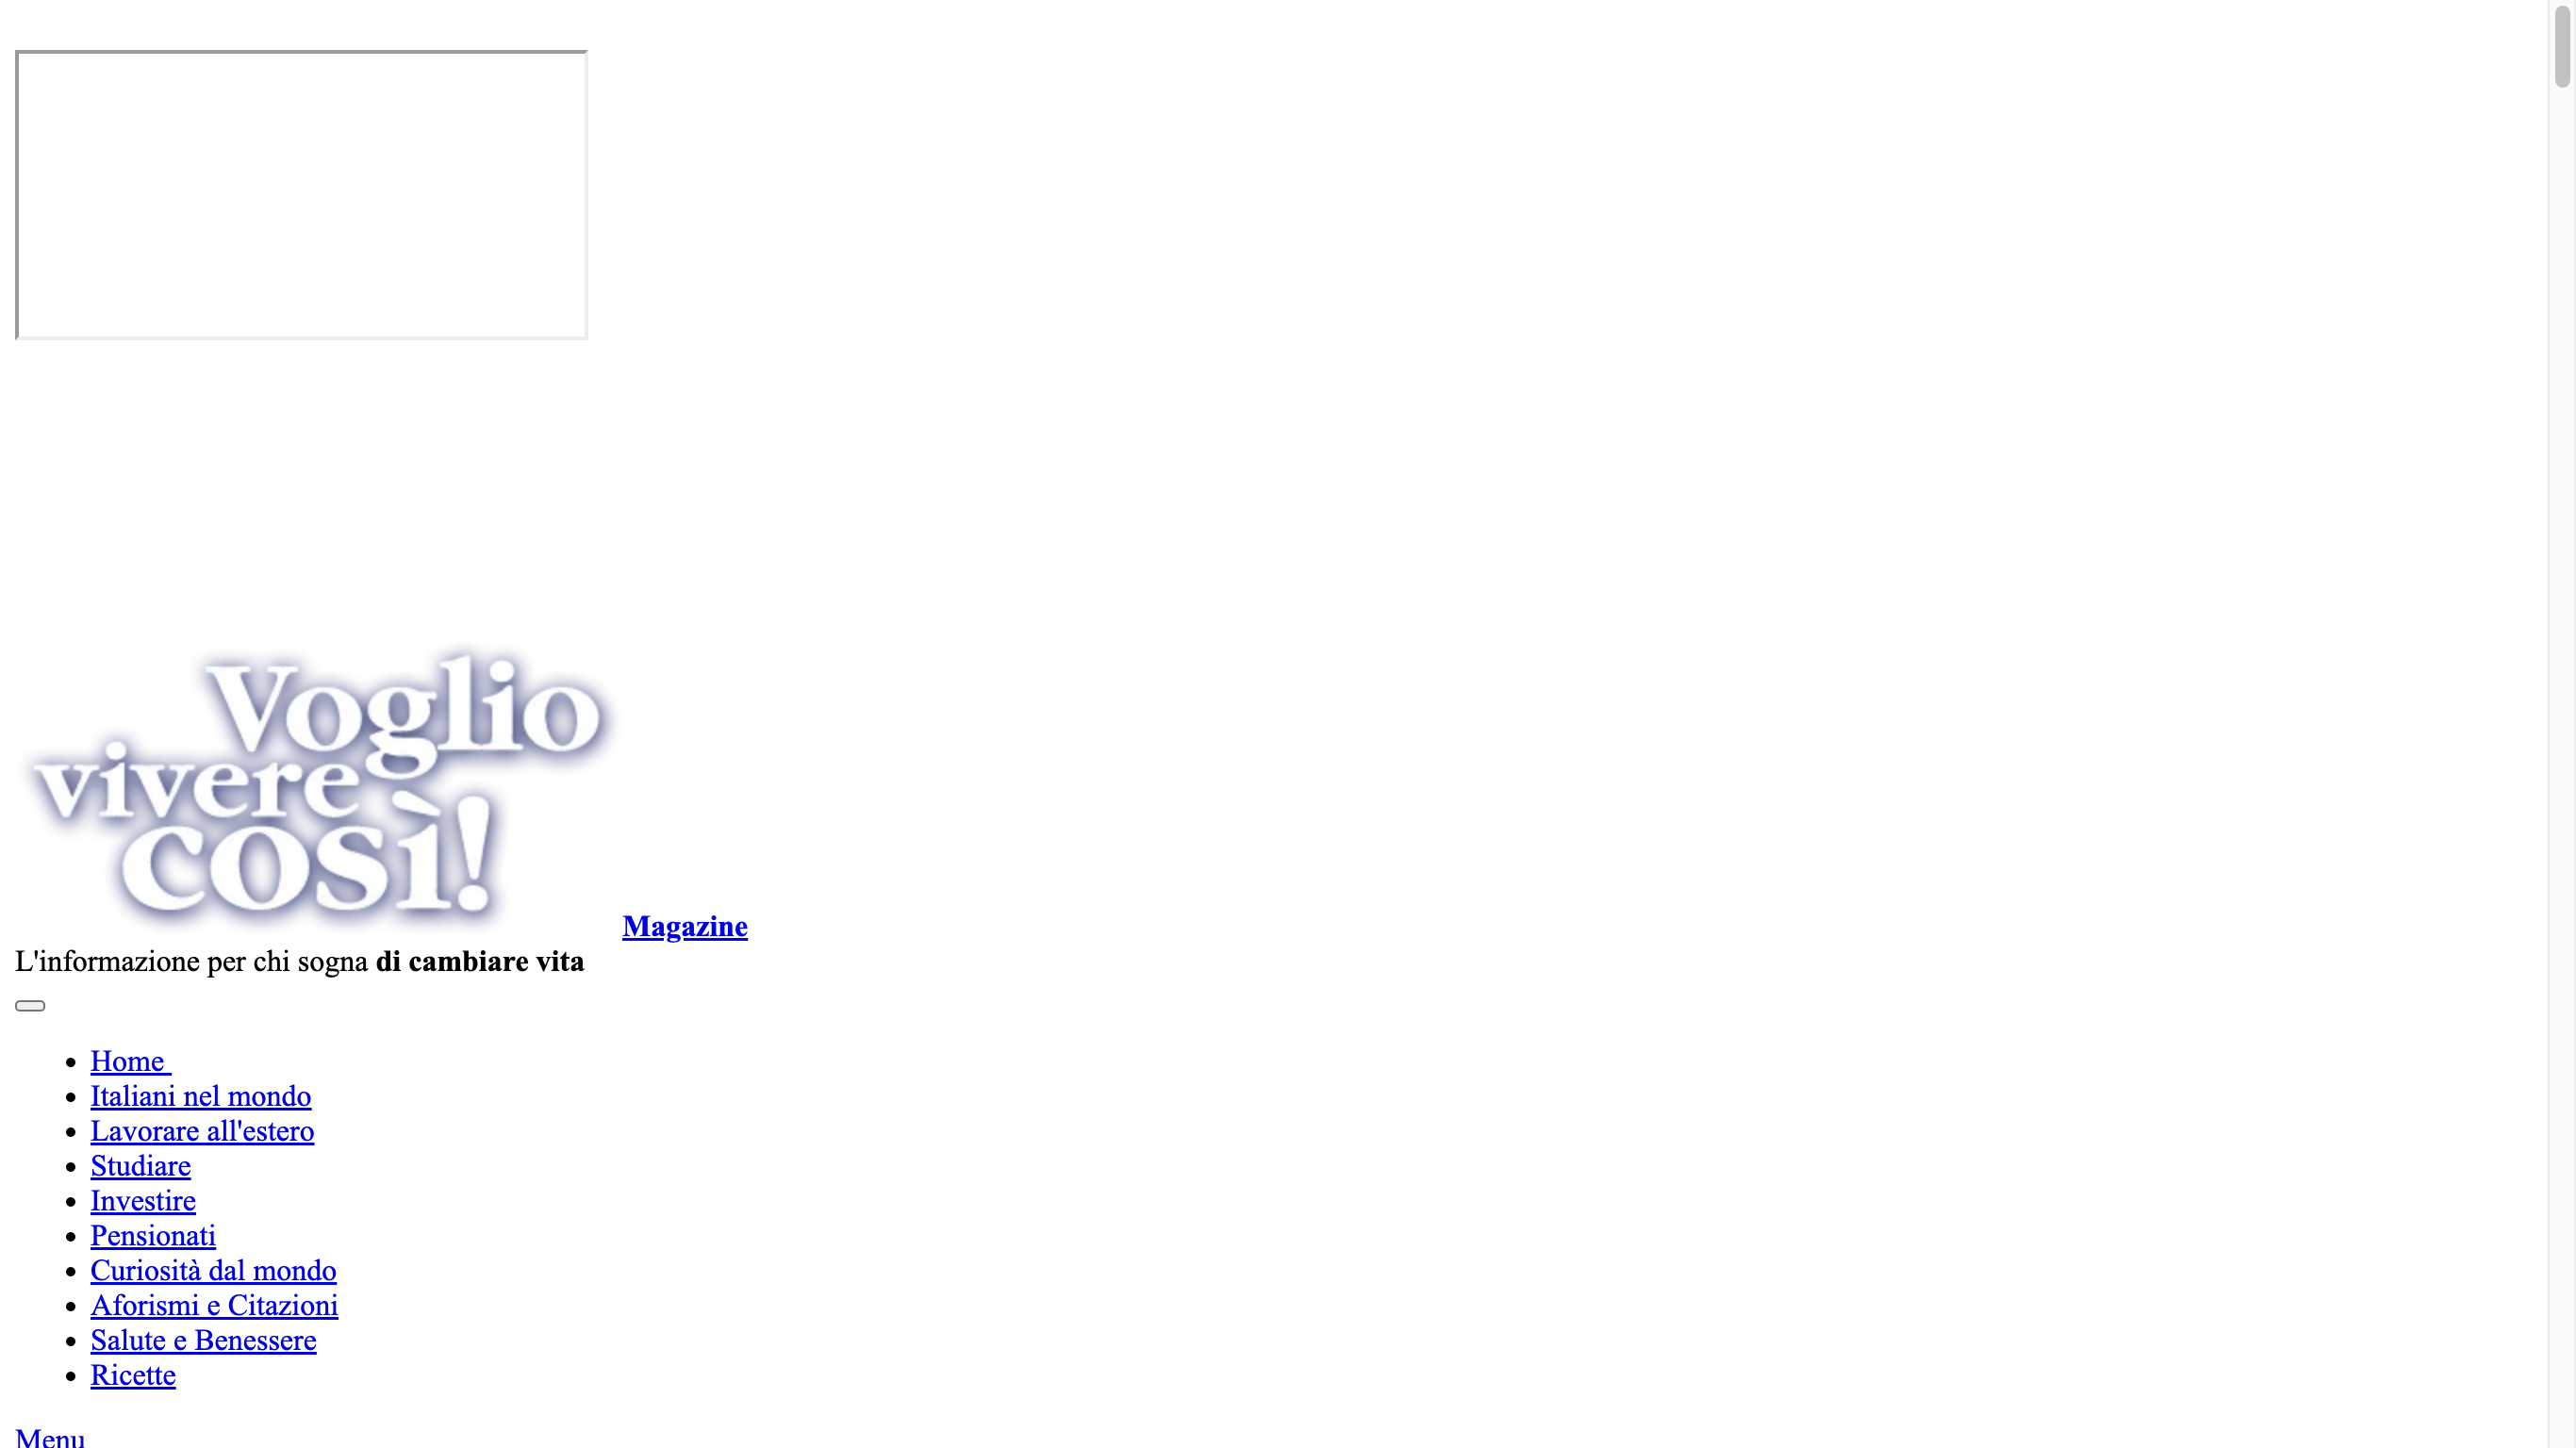 Voglio
vivere
così!
Magazine
L'informazione per chi sogna di cambiare vita
Home
Italiani nel mondo
Lavorare all'estero
Studiare
Investire
Pensionati
Curiosità dal mondo
Aforismi e Citazioni
Salute e Benessere
Ricette
Menu